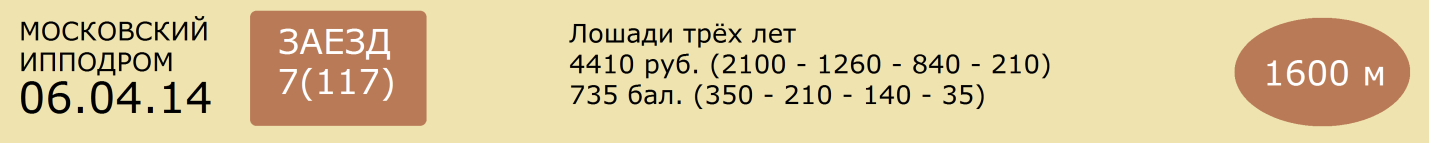 МОСКОВСКИЙ
ИППОДРОМ
06.04.14
ЗАЕЗД
7(117)
Лошади трёх лет
4410 руб. (2100 - 1260 - 840 - 210)
735 бал. (350 - 210 - 140 - 35)
1600 м